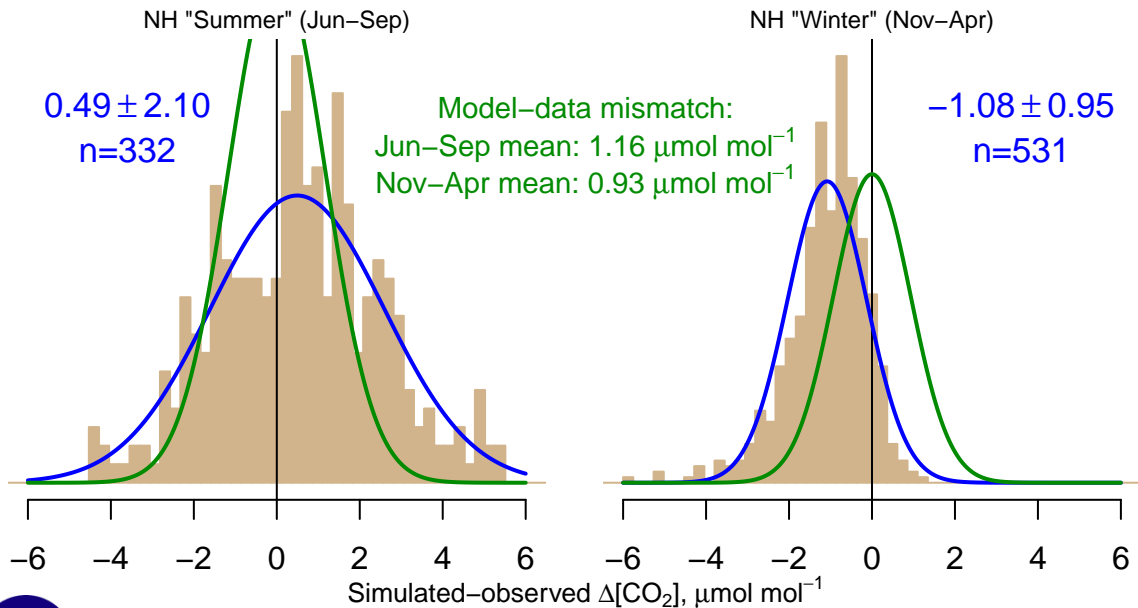 NH "Summer" (Jun−Sep)
NH "Winter" (Nov−Apr)
0.49 ± 2.10
n=332
Model−data mismatch:
Jun−Sep mean: 1.16 μmol mol⁻¹
Nov−Apr mean: 0.93 μmol mol⁻¹
−1.08 ± 0.95
n=531
−6 −4 −2 0 2 4 6
−6 −4 −2 0 2 4 6
Simulated−observed Δ[CO₂], μmol mol⁻¹